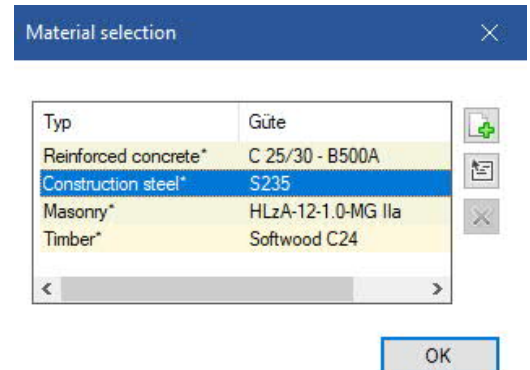 Material selection
Typ Güte
Reinforced concrete* C 25/30 - B500A
Construction steel* S235
Masonry* HLzA-12-1.0-MG IIa
Timber* Softwood C24
OK